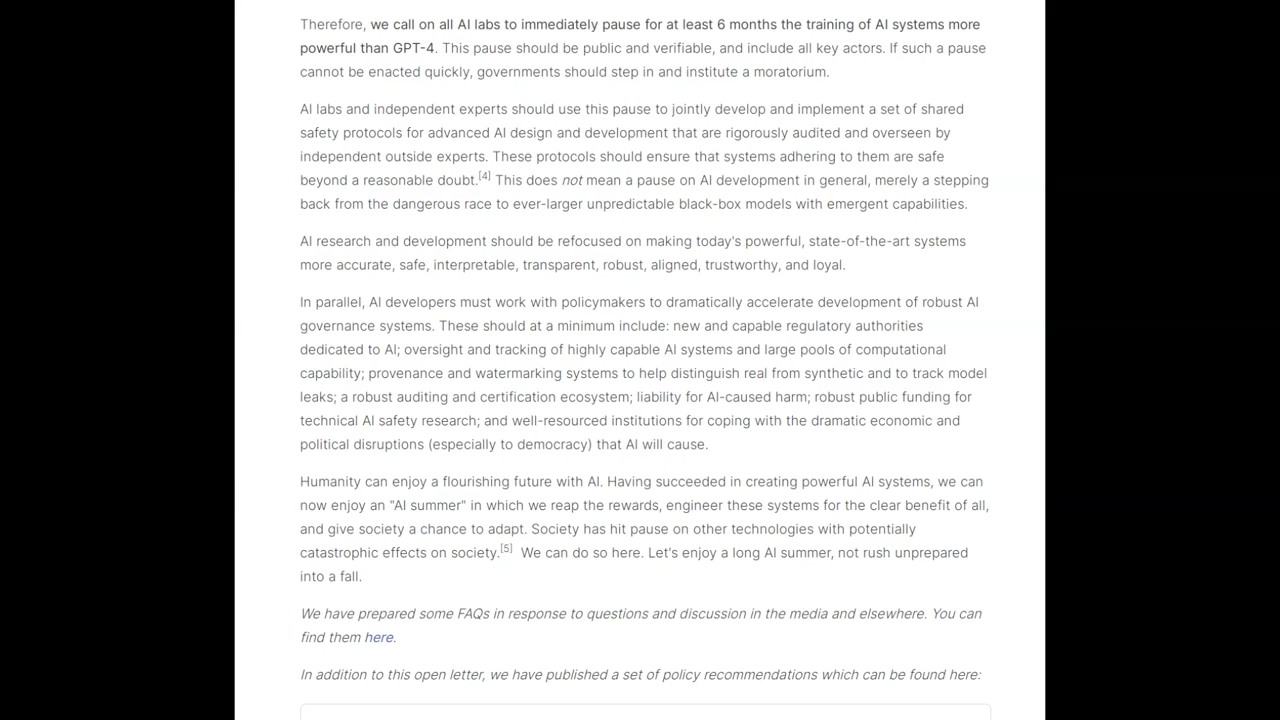 Therefore, we call on all AI labs to immediately pause for at least 6 months the training of AI systems more
powerful than GPT-4. This pause should be public and verifiable, and include all key actors. If such a pause
cannot be enacted quickly, governments should step in and institute a moratorium.
AI labs and independent experts should use this pause to jointly develop and implement a set of shared
safety protocols for advanced AI design and development that are rigorously audited and overseen by
independent outside experts. These protocols should ensure that systems adhering to them are safe
beyond a reasonable doubt.[4] This does not mean a pause on AI development in general, merely a stepping
back from the dangerous race to ever-larger unpredictable black-box models with emergent capabilities.
AI research and development should be refocused on making today's powerful, state-of-the-art systems
more accurate, safe, interpretable, transparent, robust, aligned, trustworthy, and loyal.
In parallel, AI developers must work with policymakers to dramatically accelerate development of robust AI
governance systems. These should at a minimum include: new and capable regulatory authorities
dedicated to AI; oversight and tracking of highly capable AI systems and large pools of computational
capability; provenance and watermarking systems to help distinguish real from synthetic and to track model
leaks; a robust auditing and certification ecosystem; liability for AI-caused harm; robust public funding for
technical AI safety research; and well-resourced institutions for coping with the dramatic economic and
political disruptions (especially to democracy) that AI will cause.
Humanity can enjoy a flourishing future with AI. Having succeeded in creating powerful AI systems, we can
now enjoy an "AI summer" in which we reap the rewards, engineer these systems for the clear benefit of all,
and give society a chance to adapt. Society has hit pause on other technologies with potentially
catastrophic effects on society.[5] We can do so here. Let's enjoy a long AI summer, not rush unprepared
into a fall.
We have prepared some FAQs in response to questions and discussion in the media and elsewhere. You can
find them here.
In addition to this open letter, we have published a set of policy recommendations which can be found here: